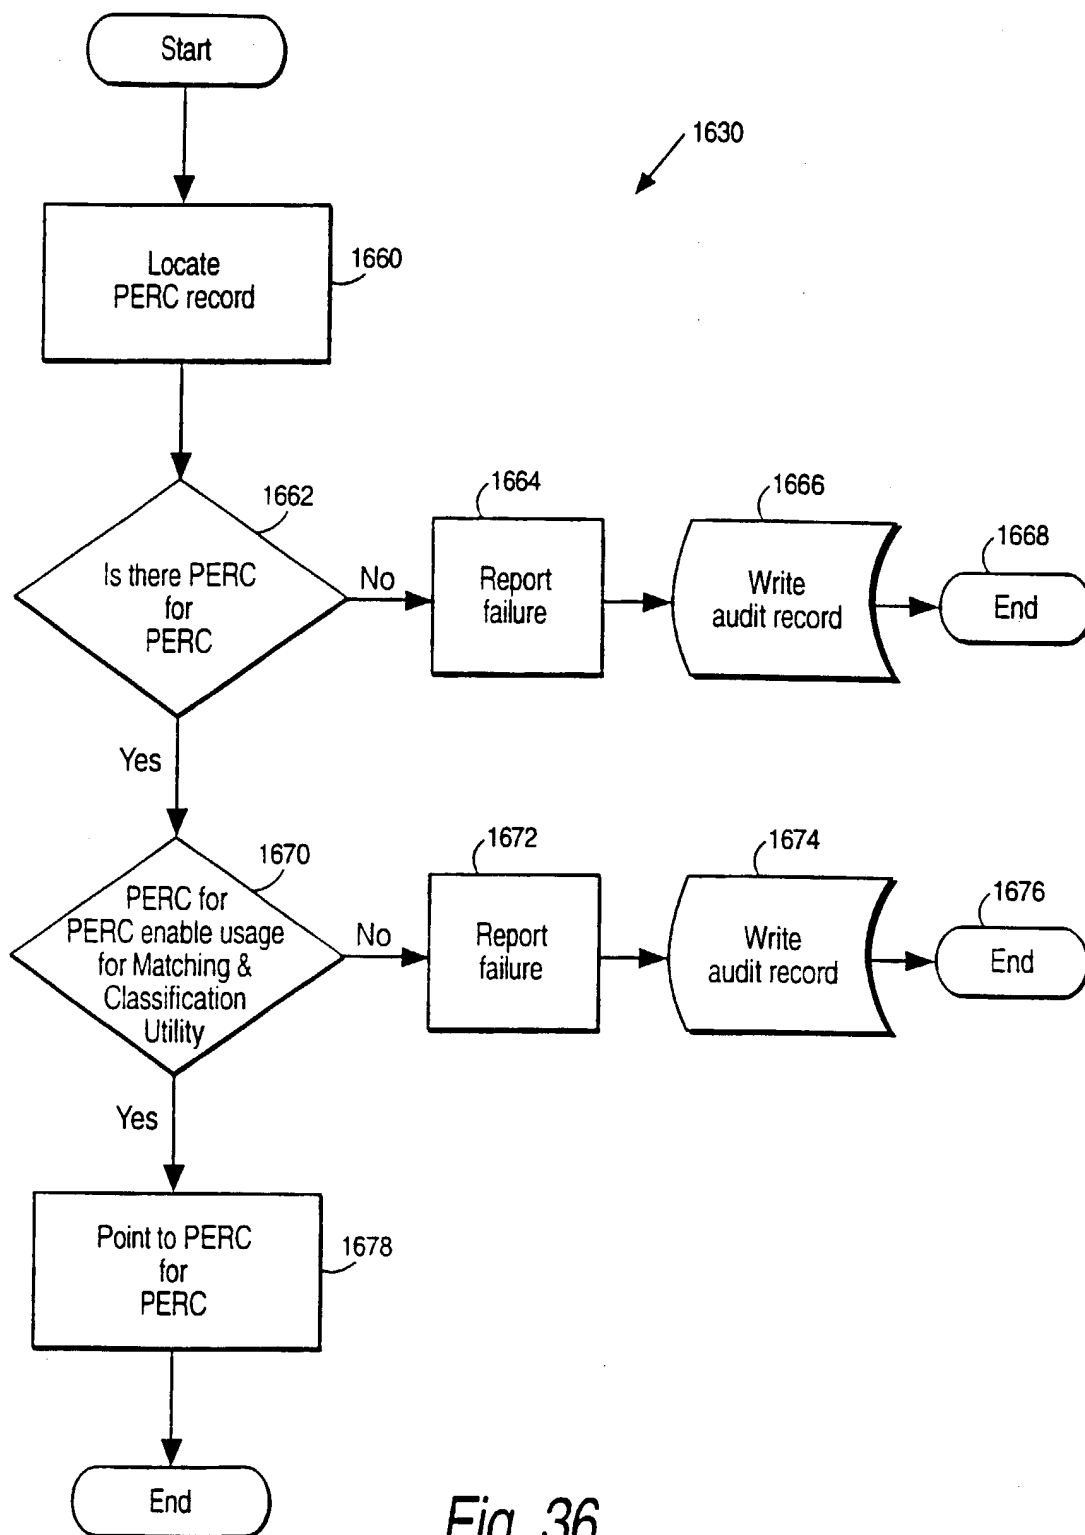 Start
1630
Locate
PERC record
1660
1662
Is there PERC
for
PERC
No
1664
Report
failure
1666
Write
audit record
1668
End
Yes
1670
PERC for
PERC enable usage
for Matching &
Classification
Utility
No
1672
Report
failure
1674
Write
audit record
1676
End
Yes
Point to PERC
for
PERC
1678
End
Fig. 36